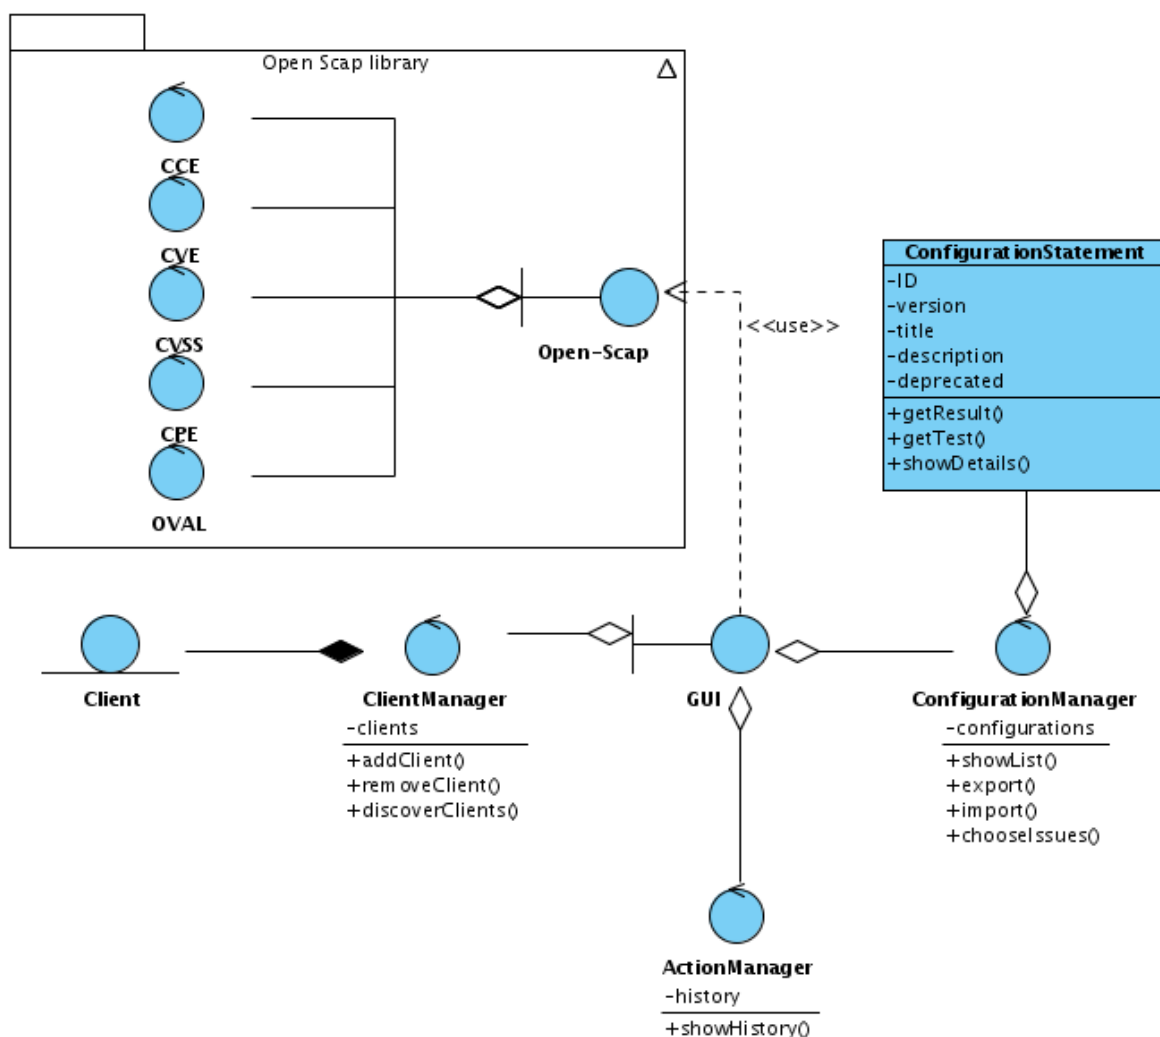 Open Scap library
CCE
CVE
CVSS
CPE
OVAL
Open-Scap
<<use>>
ConfigurationStatement
-ID
-version
-title
-description
-deprecated
+getResult()
+getTest()
+showDetails()
Client
ClientManager
-clients
+addClient()
+removeClient()
+discoverClients()
GUI
ConfigurationManager
-configurations
+showList()
+export()
+import()
+chooseIssues()
ActionManager
-history
+showHistory()